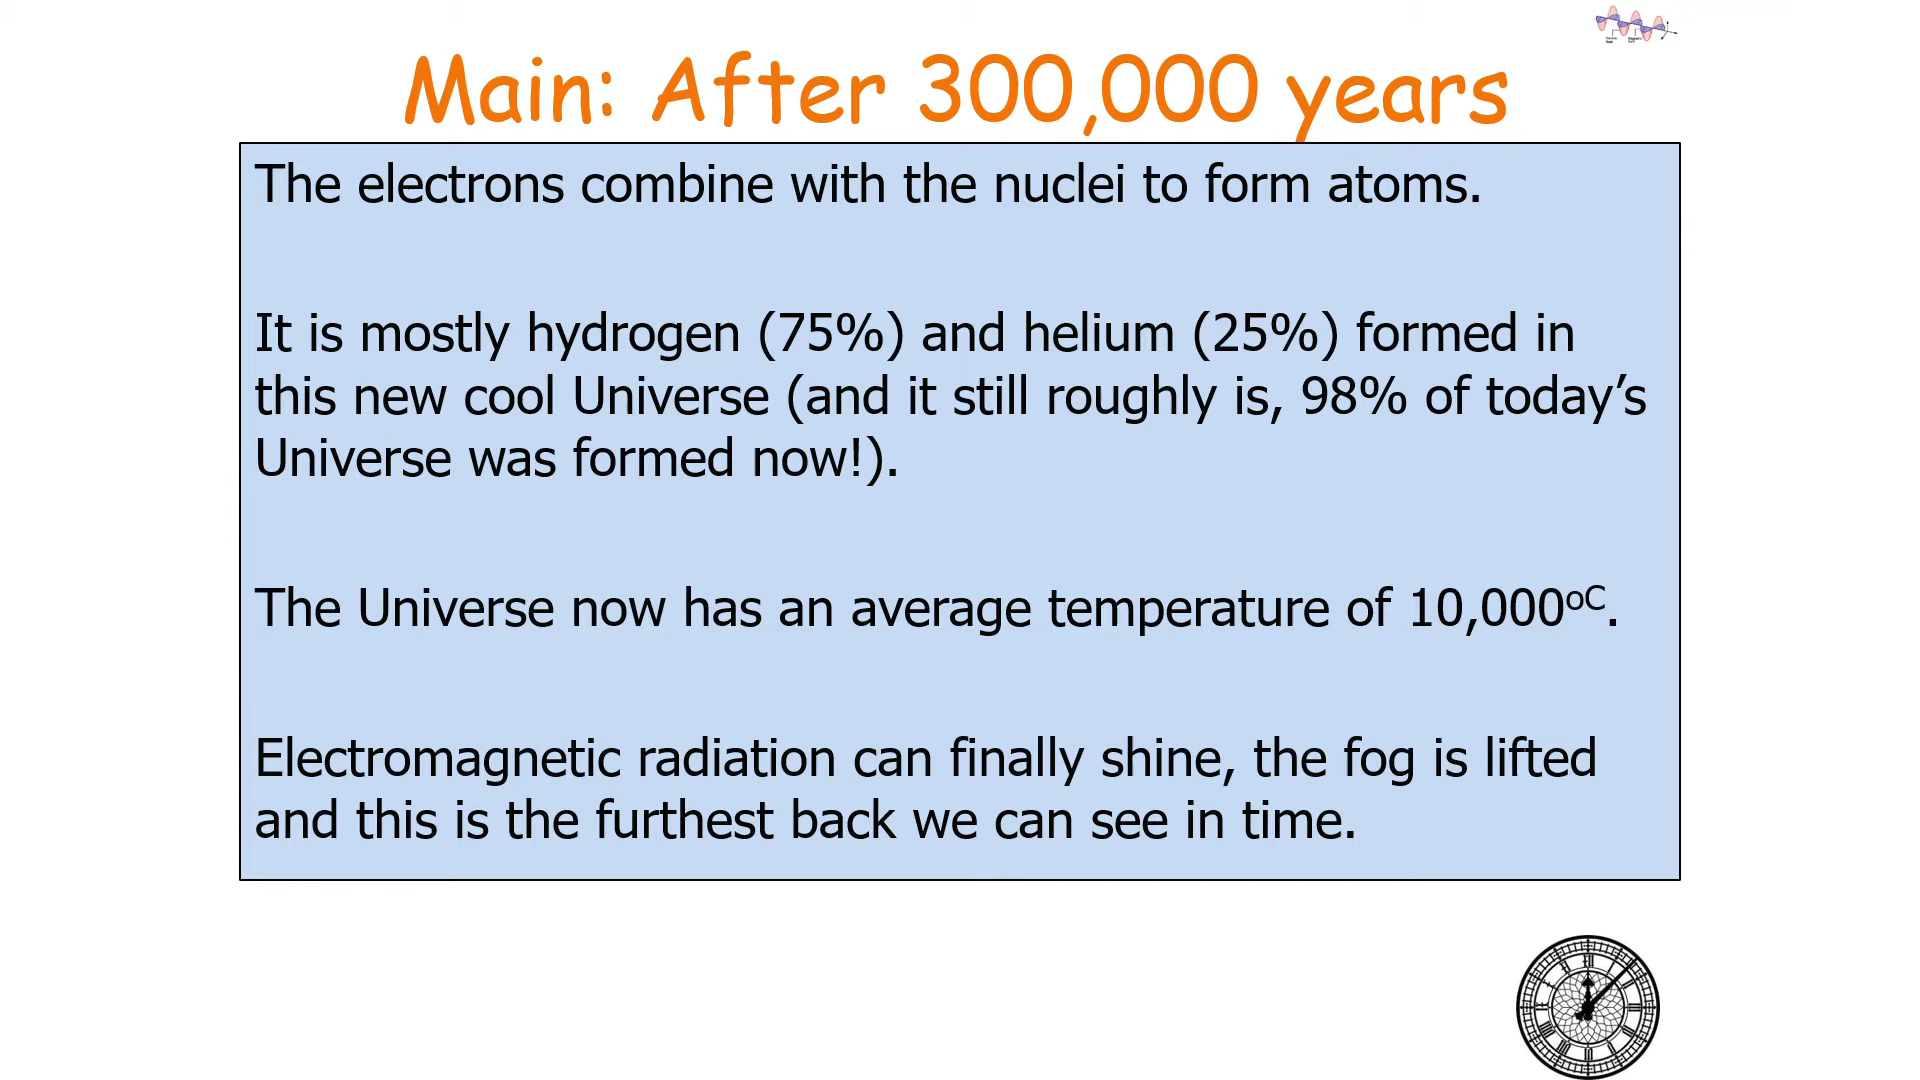 Main: After 300,000 years
The electrons combine with the nuclei to form atoms.
It is mostly hydrogen (75%) and helium (25%) formed in
this new cool Universe (and it still roughly is, 98% of today’s
Universe was formed now!).
The Universe now has an average temperature of 10,000ᵒC.
Electromagnetic radiation can finally shine, the fog is lifted
and this is the furthest back we can see in time.